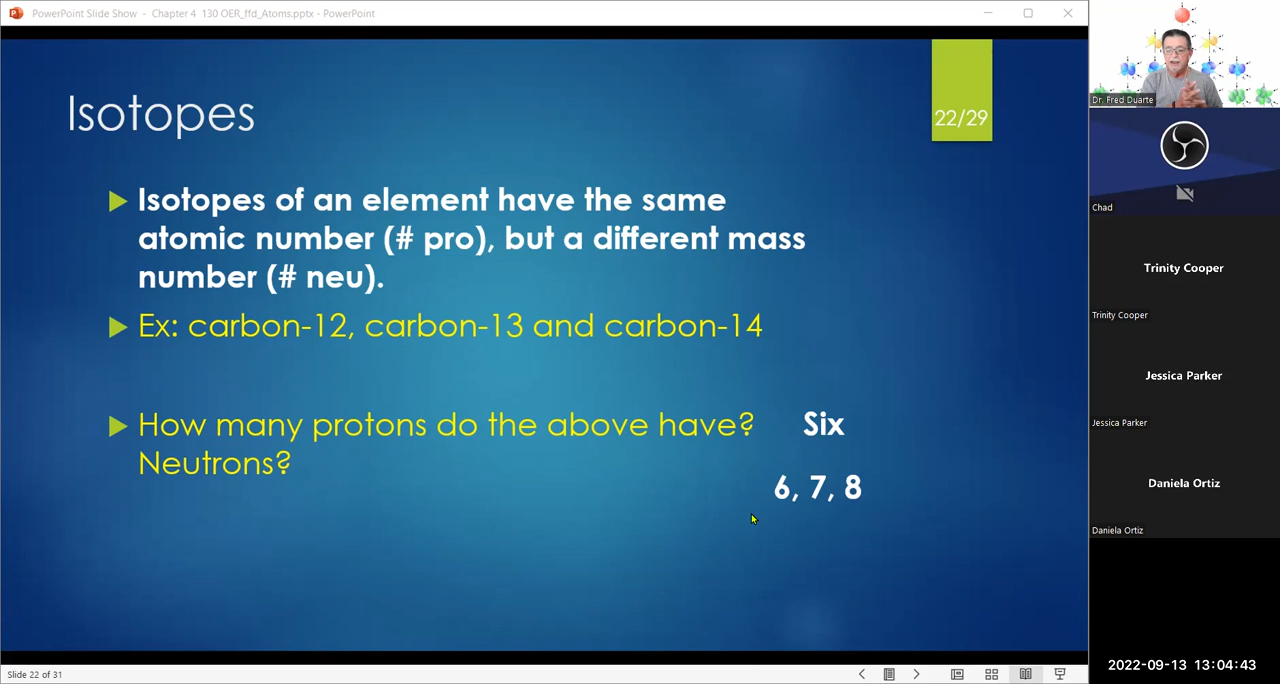 PowerPoint Slide Show - Chapter 4 130 OER_ffd_Atoms.pptx - PowerPoint
Isotopes
22/29
Isotopes of an element have the same
atomic number (# pro), but a different mass
number (# neu).
Ex: carbon-12, carbon-13 and carbon-14
How many protons do the above have?
Six
Neutrons?
6, 7, 8
Slide 22 of 31
Dr. Fred Duarte
Chad
Trinity Cooper
Trinity Cooper
Jessica Parker
Jessica Parker
Daniela Ortiz
Daniela Ortiz
2022-09-13 13:04:43